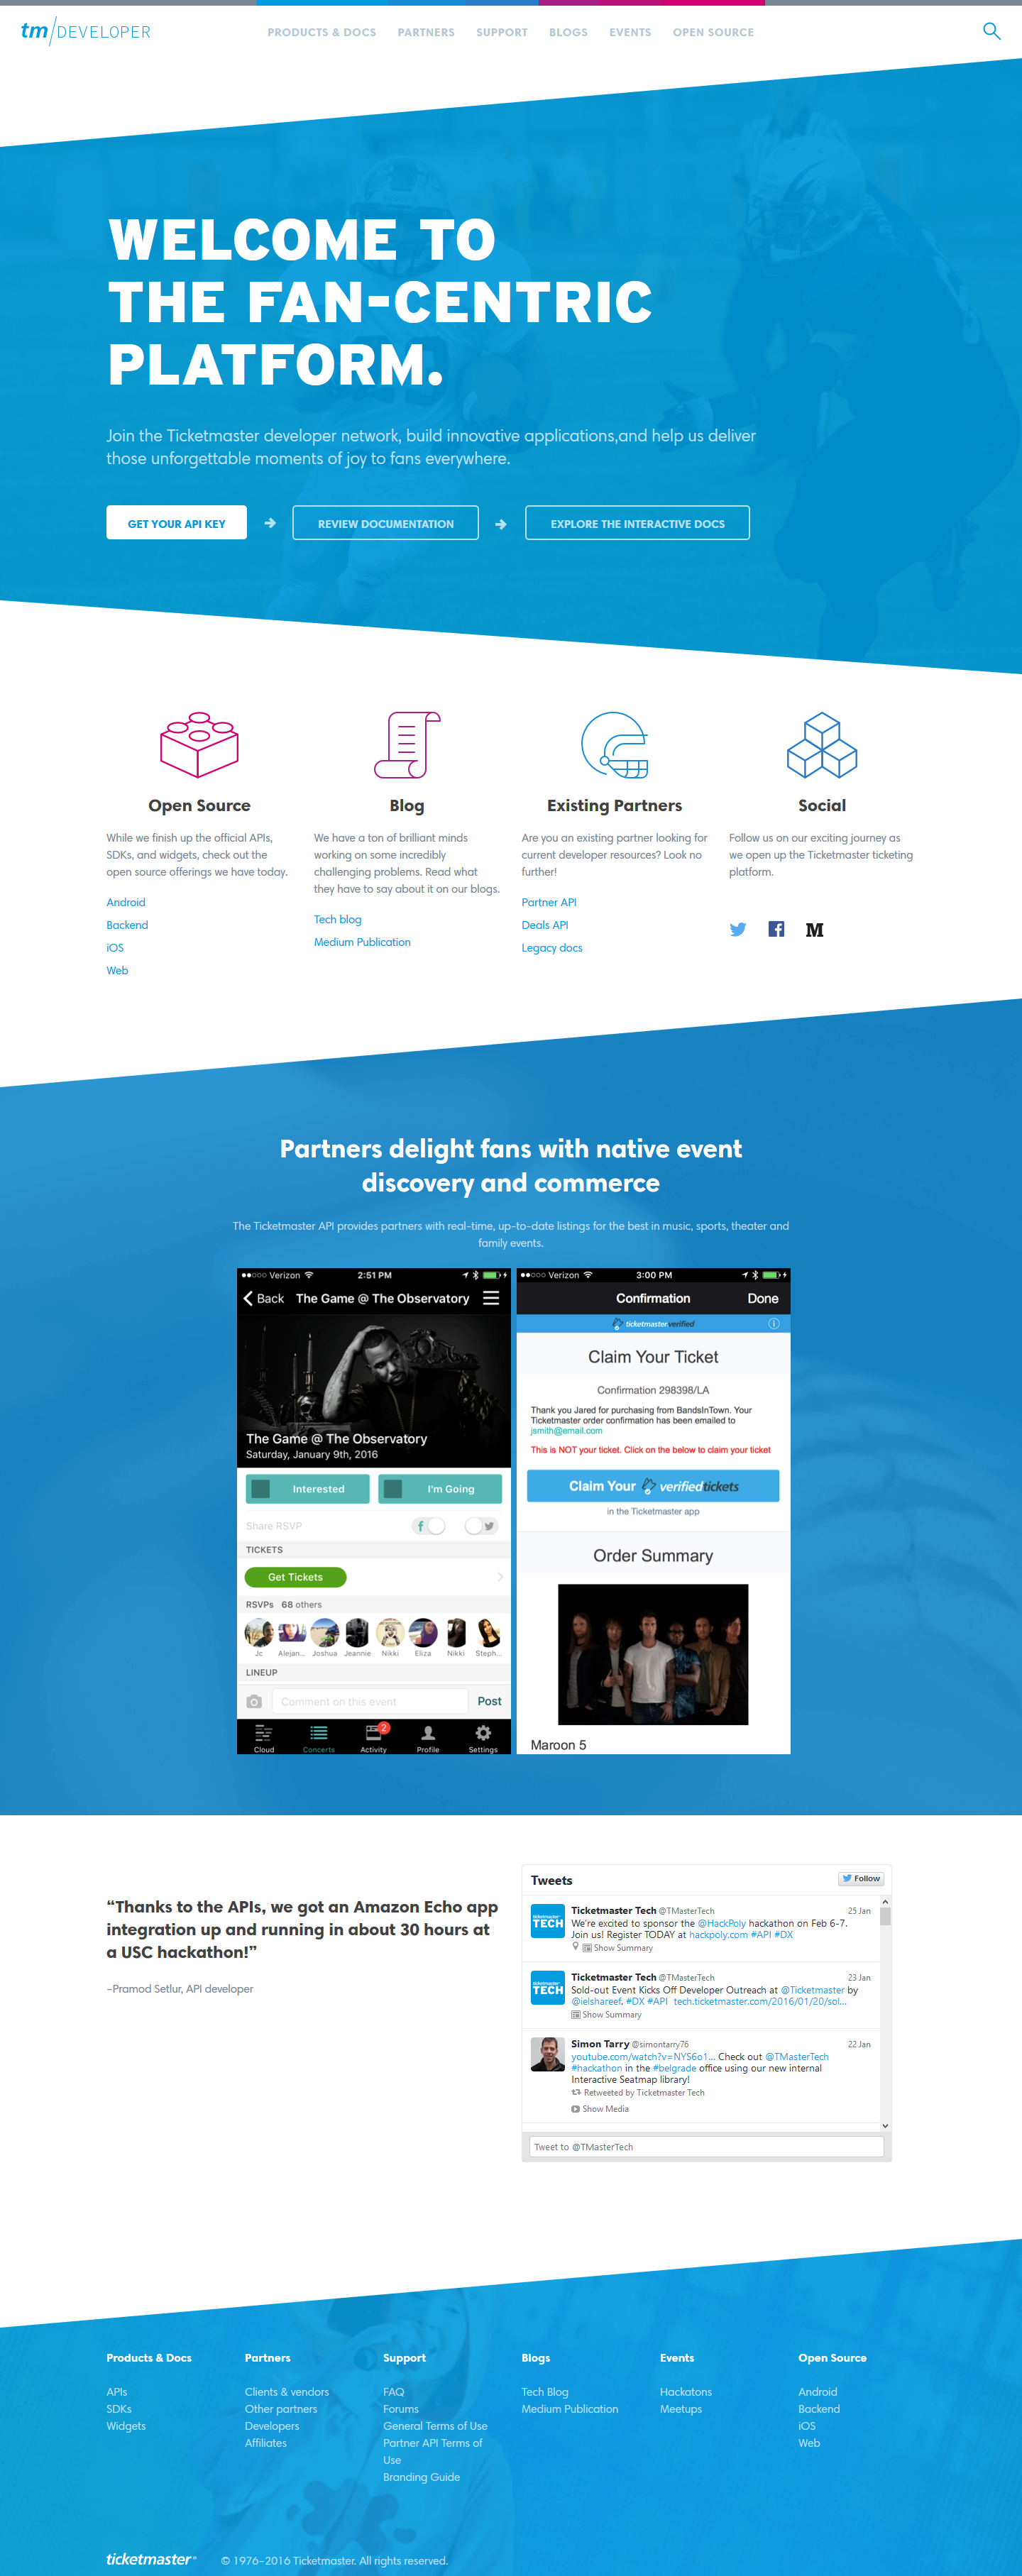 tm/DEVELOPER
PRODUCTS & DOCS PARTNERS SUPPORT BLOGS EVENTS OPEN SOURCE
WELCOME TO
THE FAN-CENTRIC
PLATFORM.
Join the Ticketmaster developer network, build innovative applications,and help us deliver
those unforgettable moments of joy to fans everywhere.
GET YOUR API KEY
REVIEW DOCUMENTATION
EXPLORE THE INTERACTIVE DOCS
Open Source
While we finish up the official APIs,
SDKs, and widgets, check out the
open source offerings we have today.
Android
Backend
iOS
Web
Blog
We have a ton of brilliant minds
working on some incredibly
challenging problems. Read what
they have to say about it on our blogs.
Tech blog
Medium Publication
Existing Partners
Are you an existing partner looking for
current developer resources? Look no
further!
Partner API
Deals API
Legacy docs
Social
Follow us on our exciting journey as
we open up the Ticketmaster ticketing
platform.
M
Partners delight fans with native event
discovery and commerce
The Ticketmaster API provides partners with real-time, up-to-date listings for the best in music, sports, theater and
family events.
Verizon 2:51 PM
Back The Game @ The Observatory
The Game @ The Observatory
Saturday, January 9th, 2016
Interested I'm Going
Share RSVP
TICKETS
Get Tickets
RSVPs 68 others
Jc Alejan... Joshua Jeannie Nikki Eliza Nikki Steph...
LINEUP
Comment on this event Post
2
Cloud Concerts Activity Profile Settings
Verizon 3:00 PM
Confirmation Done
ticketmaster verified
Claim Your Ticket
Confirmation 298398/LA
Thank you Jared for purchasing from BandsInTown. Your
Ticketmaster order confirmation has been emailed to
jsmith@email.com
This is NOT your ticket. Click on the below to claim your ticket
Claim Your verifiedtickets
in the Ticketmaster app
Order Summary
Maroon 5
“Thanks to the APIs, we got an Amazon Echo app
integration up and running in about 30 hours at
a USC hackathon!”
–Pramod Setlur, API developer
Tweets Follow
ticketmaster TECH
Ticketmaster Tech @TMasterTech 25 Jan
We're excited to sponsor the @HackPoly hackathon on Feb 6-7.
Join us! Register TODAY at hackpoly.com #API #DX
Show Summary
ticketmaster TECH
Ticketmaster Tech @TMasterTech 23 Jan
Sold-out Event Kicks Off Developer Outreach at @Ticketmaster by
@ielshareef. #DX #API tech.ticketmaster.com/2016/01/20/sol...
Show Summary
Simon Tarry @simontarry76 22 Jan
youtube.com/watch?v=NYS6o1... Check out @TMasterTech
#hackathon in the #belgrade office using our new internal
Interactive Seatmap library!
Retweeted by Ticketmaster Tech
Show Media
Tweet to @TMasterTech
Products & Docs
APIs
SDKs
Widgets
Partners
Clients & vendors
Other partners
Developers
Affiliates
Support
FAQ
Forums
General Terms of Use
Partner API Terms of
Use
Branding Guide
Blogs
Tech Blog
Medium Publication
Events
Hackatons
Meetups
Open Source
Android
Backend
iOS
Web
ticketmaster®
© 1976–2016 Ticketmaster. All rights reserved.